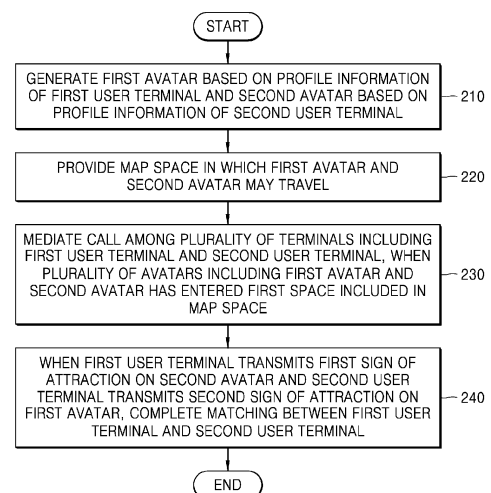 START
GENERATE FIRST AVATAR BASED ON PROFILE INFORMATION
OF FIRST USER TERMINAL AND SECOND AVATAR BASED ON
PROFILE INFORMATION OF SECOND USER TERMINAL
210
PROVIDE MAP SPACE IN WHICH FIRST AVATAR AND
SECOND AVATAR MAY TRAVEL
220
MEDIATE CALL AMONG PLURALITY OF TERMINALS INCLUDING
FIRST USER TERMINAL AND SECOND USER TERMINAL, WHEN
PLURALITY OF AVATARS INCLUDING FIRST AVATAR AND
SECOND AVATAR HAS ENTERED FIRST SPACE INCLUDED IN
MAP SPACE
230
WHEN FIRST USER TERMINAL TRANSMITS FIRST SIGN OF
ATTRACTION ON SECOND AVATAR AND SECOND USER
TERMINAL TRANSMITS SECOND SIGN OF ATTRACTION ON
FIRST AVATAR, COMPLETE MATCHING BETWEEN FIRST USER
TERMINAL AND SECOND USER TERMINAL
240
END